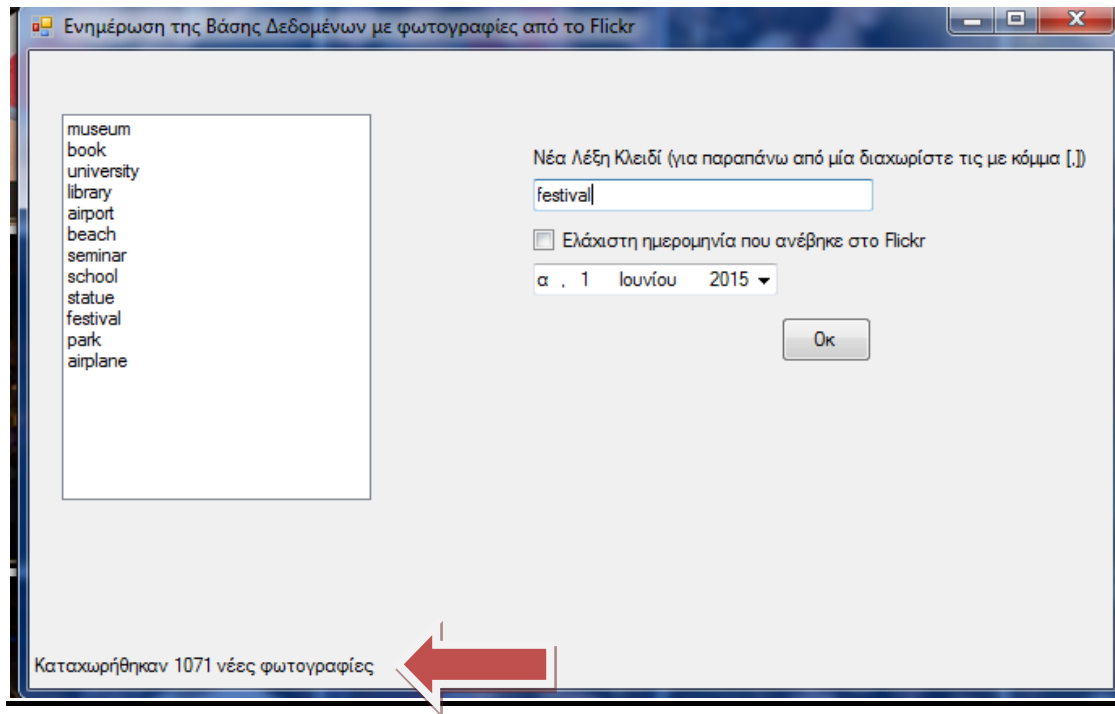 Ενημέρωση της Βάσης Δεδομένων με φωτογραφίες από το Flickr
museum
book
university
library
airport
beach
seminar
school
statue
festival
park
airplane
Νέα Λέξη Κλειδί (για παραπάνω από μία διαχωρίστε τις με κόμμα [,])
festival
Ελάχιστη ημερομηνία που ανέβηκε στο Flickr
α , 1 Ιουνίου 2015
Οκ
Καταχωρήθηκαν 1071 νέες φωτογραφίες